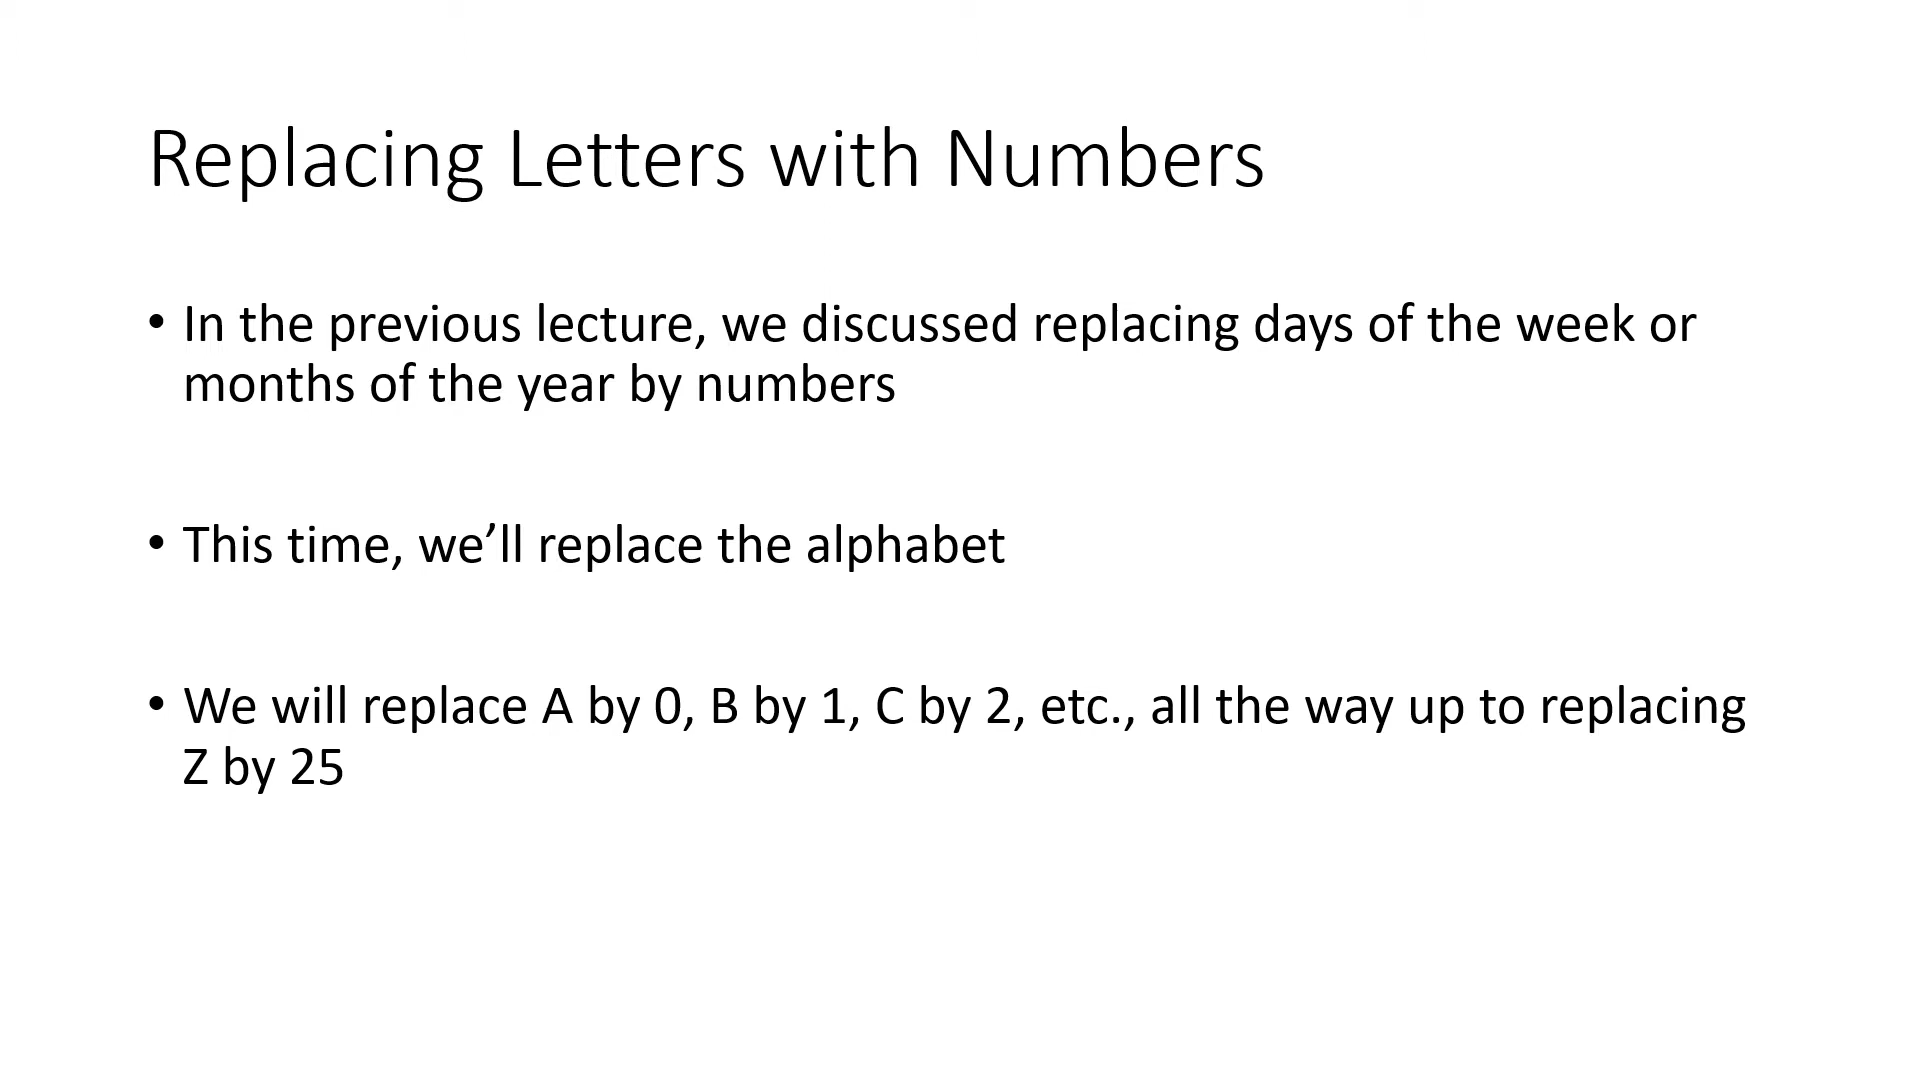 Replacing Letters with Numbers
• In the previous lecture, we discussed replacing days of the week or
months of the year by numbers
• This time, we’ll replace the alphabet
• We will replace A by 0, B by 1, C by 2, etc., all the way up to replacing
Z by 25